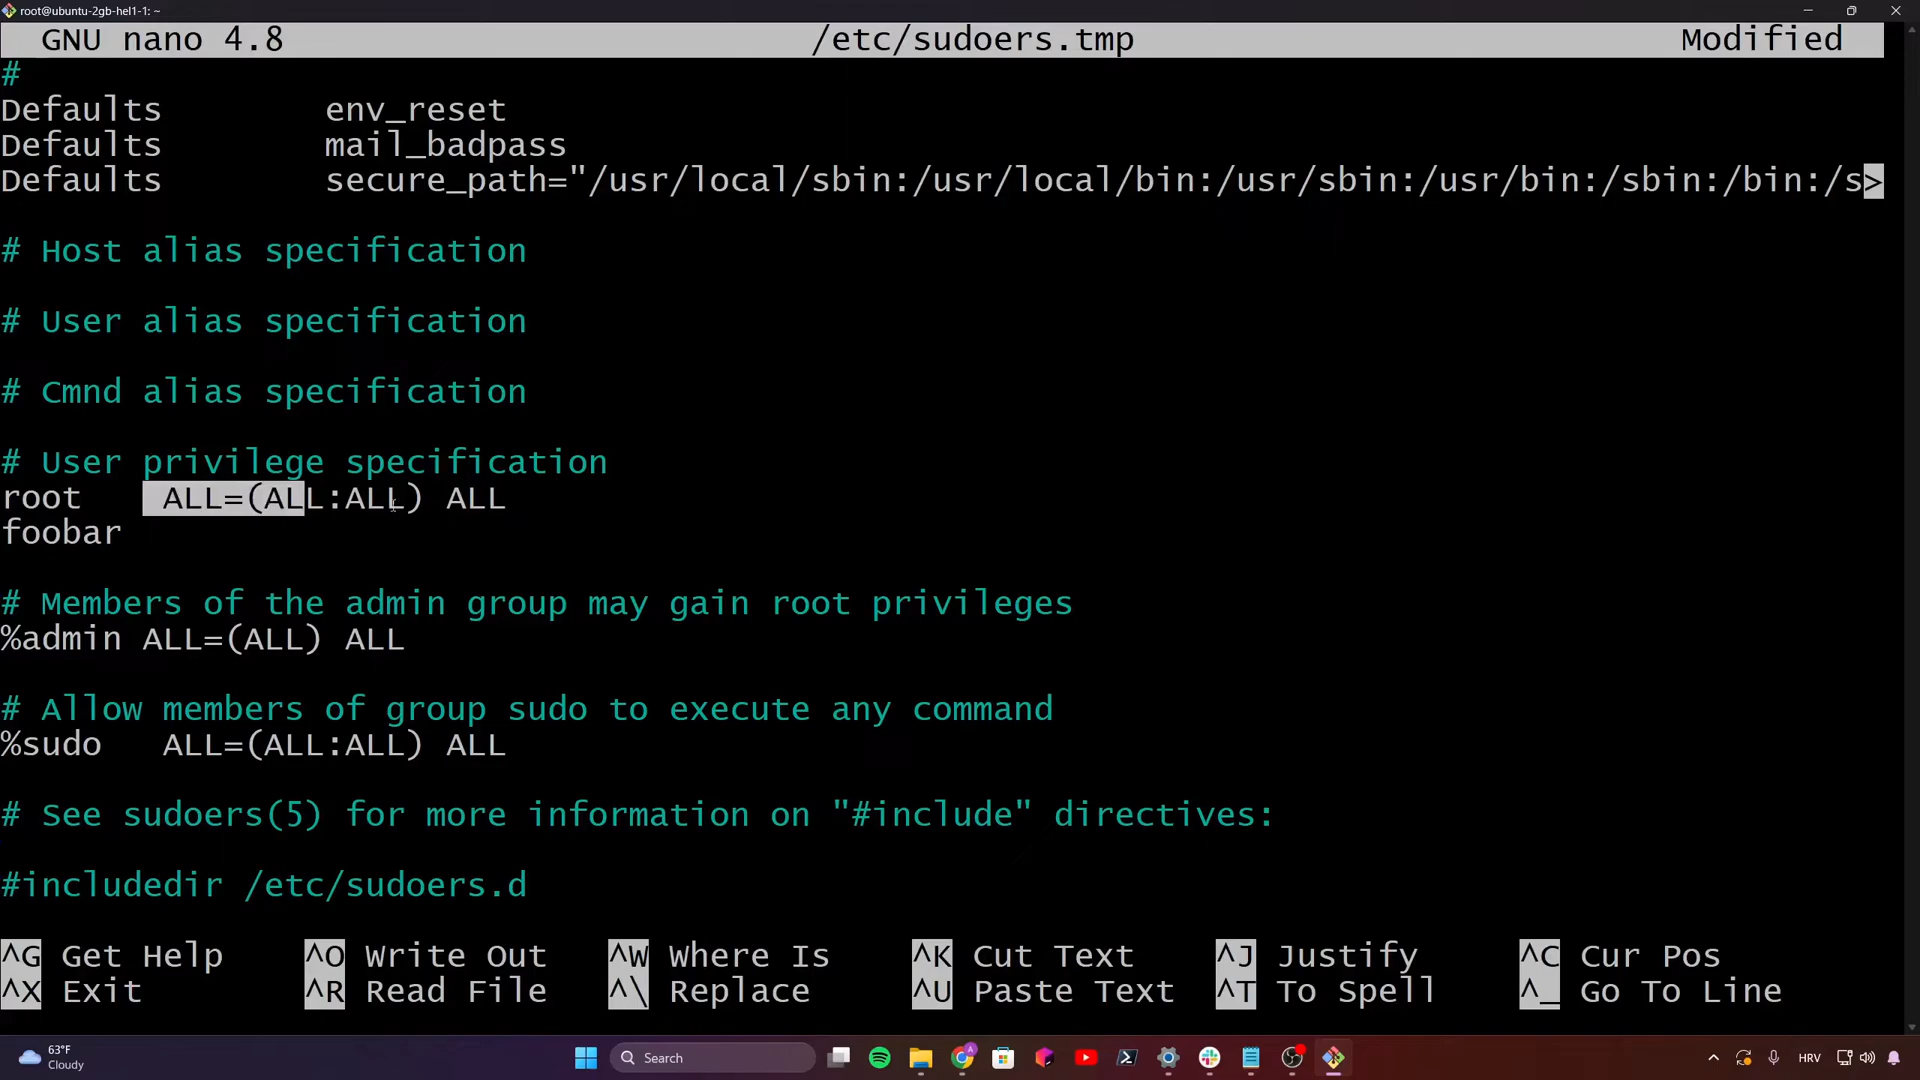 root@ubuntu-2gb-hel1-1: ~
GNU nano 4.8 /etc/sudoers.tmp Modified
#
Defaults env_reset
Defaults mail_badpass
Defaults secure_path="/usr/local/sbin:/usr/local/bin:/usr/sbin:/usr/bin:/sbin:/bin:/s>
# Host alias specification
# User alias specification
# Cmnd alias specification
# User privilege specification
root ALL=(ALL:ALL) ALL
foobar
# Members of the admin group may gain root privileges
%admin ALL=(ALL) ALL
# Allow members of group sudo to execute any command
%sudo ALL=(ALL:ALL) ALL
# See sudoers(5) for more information on "#include" directives:
#includedir /etc/sudoers.d
^G Get Help ^O Write Out ^W Where Is ^K Cut Text ^J Justify ^C Cur Pos
^X Exit ^R Read File ^\ Replace ^U Paste Text ^T To Spell ^_ Go To Line
63°F
Cloudy
Search
HRV